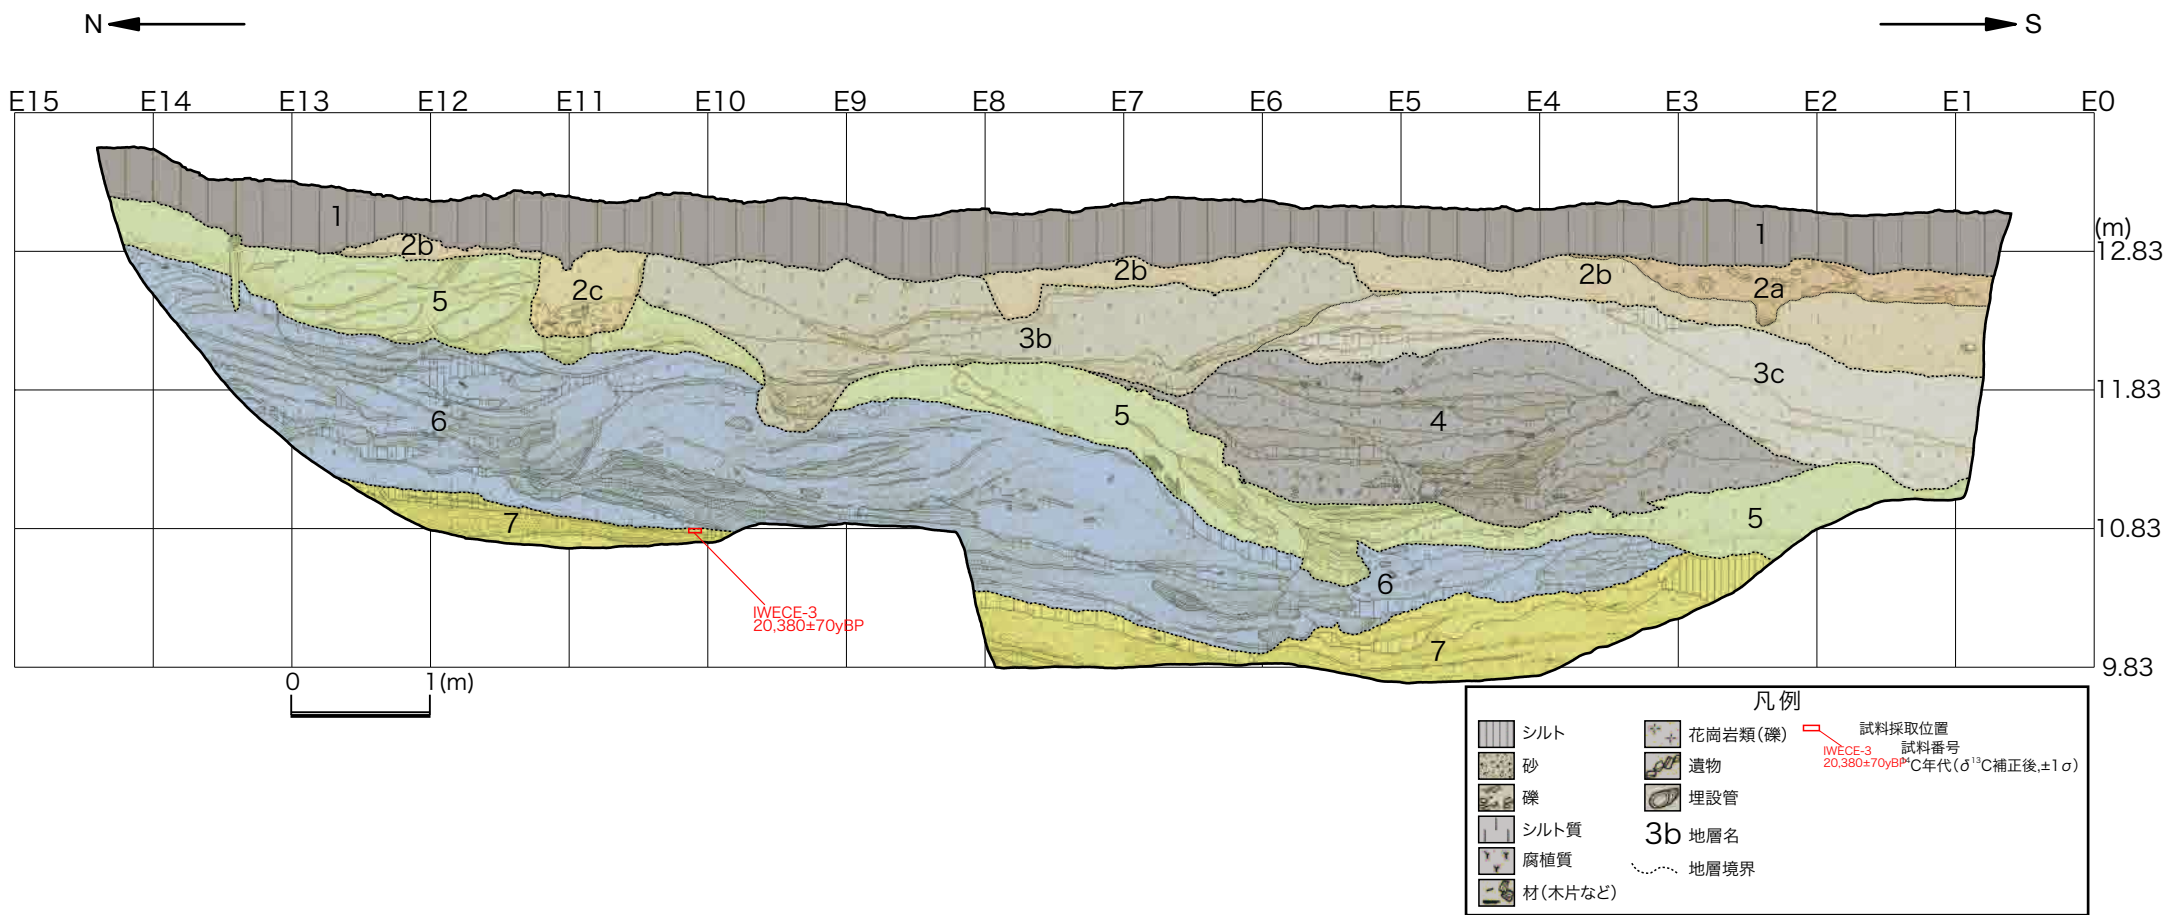 N S
E15 E14 E13 E12 E11 E10 E9 E8 E7 E6 E5 E4 E3 E2 E1 E0
1 1
(m)
12.83
2b 2b 2b 2a
2c
5
3b
3c
11.83
6 5 4
7 5
10.83
6
IWECE-3
20,380±70yBP
7
9.83
0 1(m)
凡例
シルト
砂
礫
シルト質
腐植質
材(木片など)
花崗岩類(礫)
遺物
埋設管
3b 地層名
地層境界
試料採取位置
IWECE-3 試料番号
20,380±70yBP ¹⁴C年代(δ¹³C補正後,±1σ)